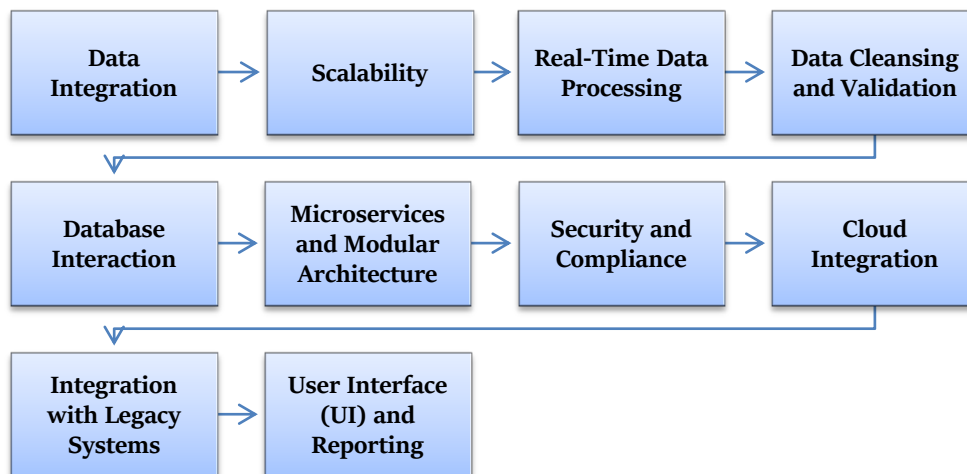 Data
Integration
Scalability
Real-Time Data
Processing
Data Cleansing
and Validation
Database
Interaction
Microservices
and Modular
Architecture
Security and
Compliance
Cloud
Integration
Integration
with Legacy
Systems
User Interface
(UI) and
Reporting